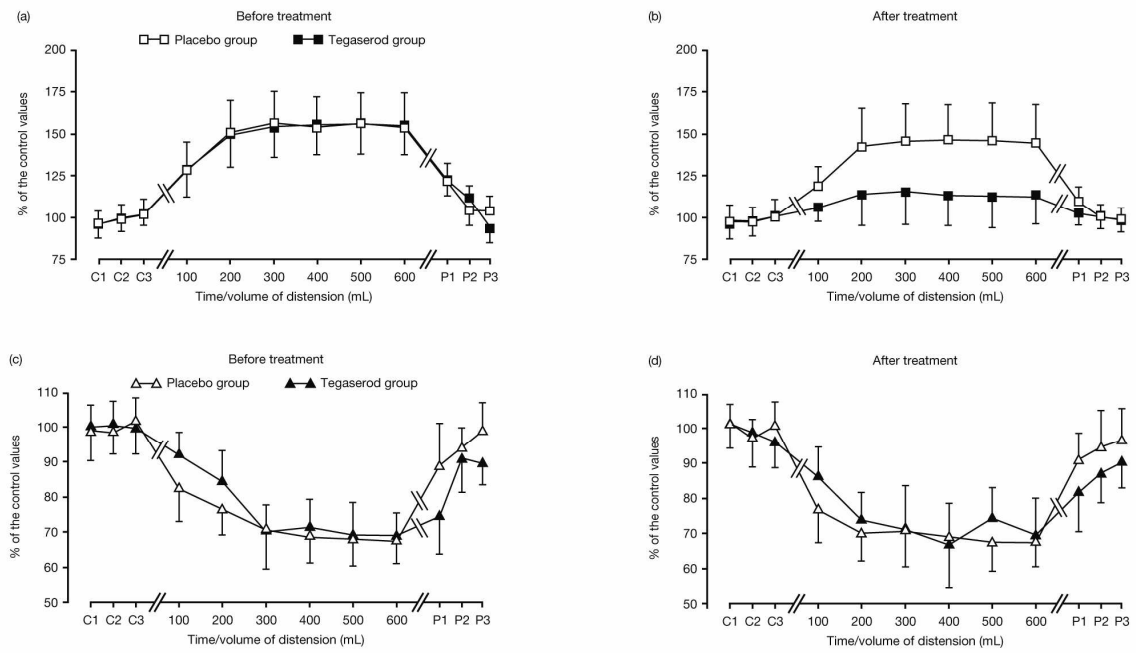 (a)
Before treatment
Placebo group
Tegaserod group
% of the control values
200
175
150
125
100
75
C1 C2 C3 100 200 300 400 500 600 P1 P2 P3
Time/volume of distension (mL)
(b)
After treatment
% of the control values
200
175
150
125
100
75
C1 C2 C3 100 200 300 400 500 600 P1 P2 P3
Time/volume of distension (mL)
(c)
Before treatment
Placebo group
Tegaserod group
% of the control values
110
100
90
80
70
60
50
C1 C2 C3 100 200 300 400 500 600 P1 P2 P3
Time/volume of distension (mL)
(d)
After treatment
% of the control values
110
100
90
80
70
60
50
C1 C2 C3 100 200 300 400 500 600 P1 P2 P3
Time/volume of distension (mL)